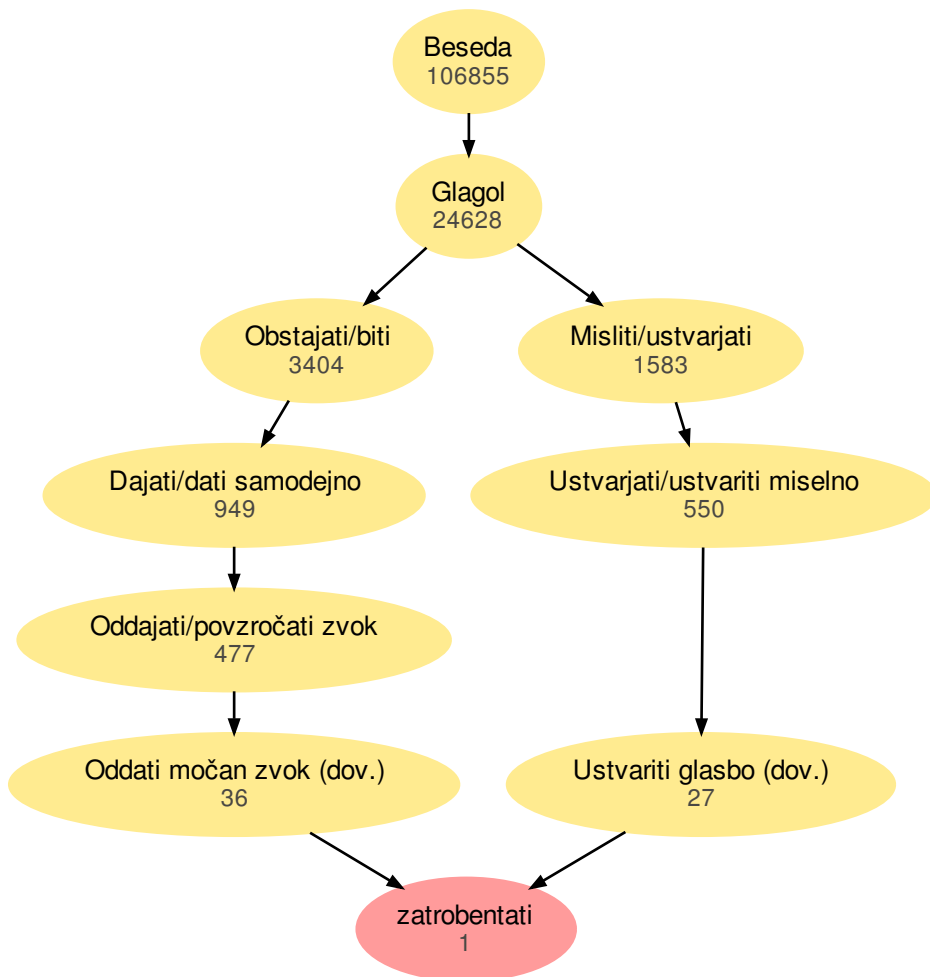 Beseda
106855
Glagol
24628
Obstajati/biti
3404
Misliti/ustvarjati
1583
Dajati/dati samodejno
949
Ustvarjati/ustvariti miselno
550
Oddajati/povzročati zvok
477
Oddati močan zvok (dov.)
36
Ustvariti glasbo (dov.)
27
zatrobentati
1